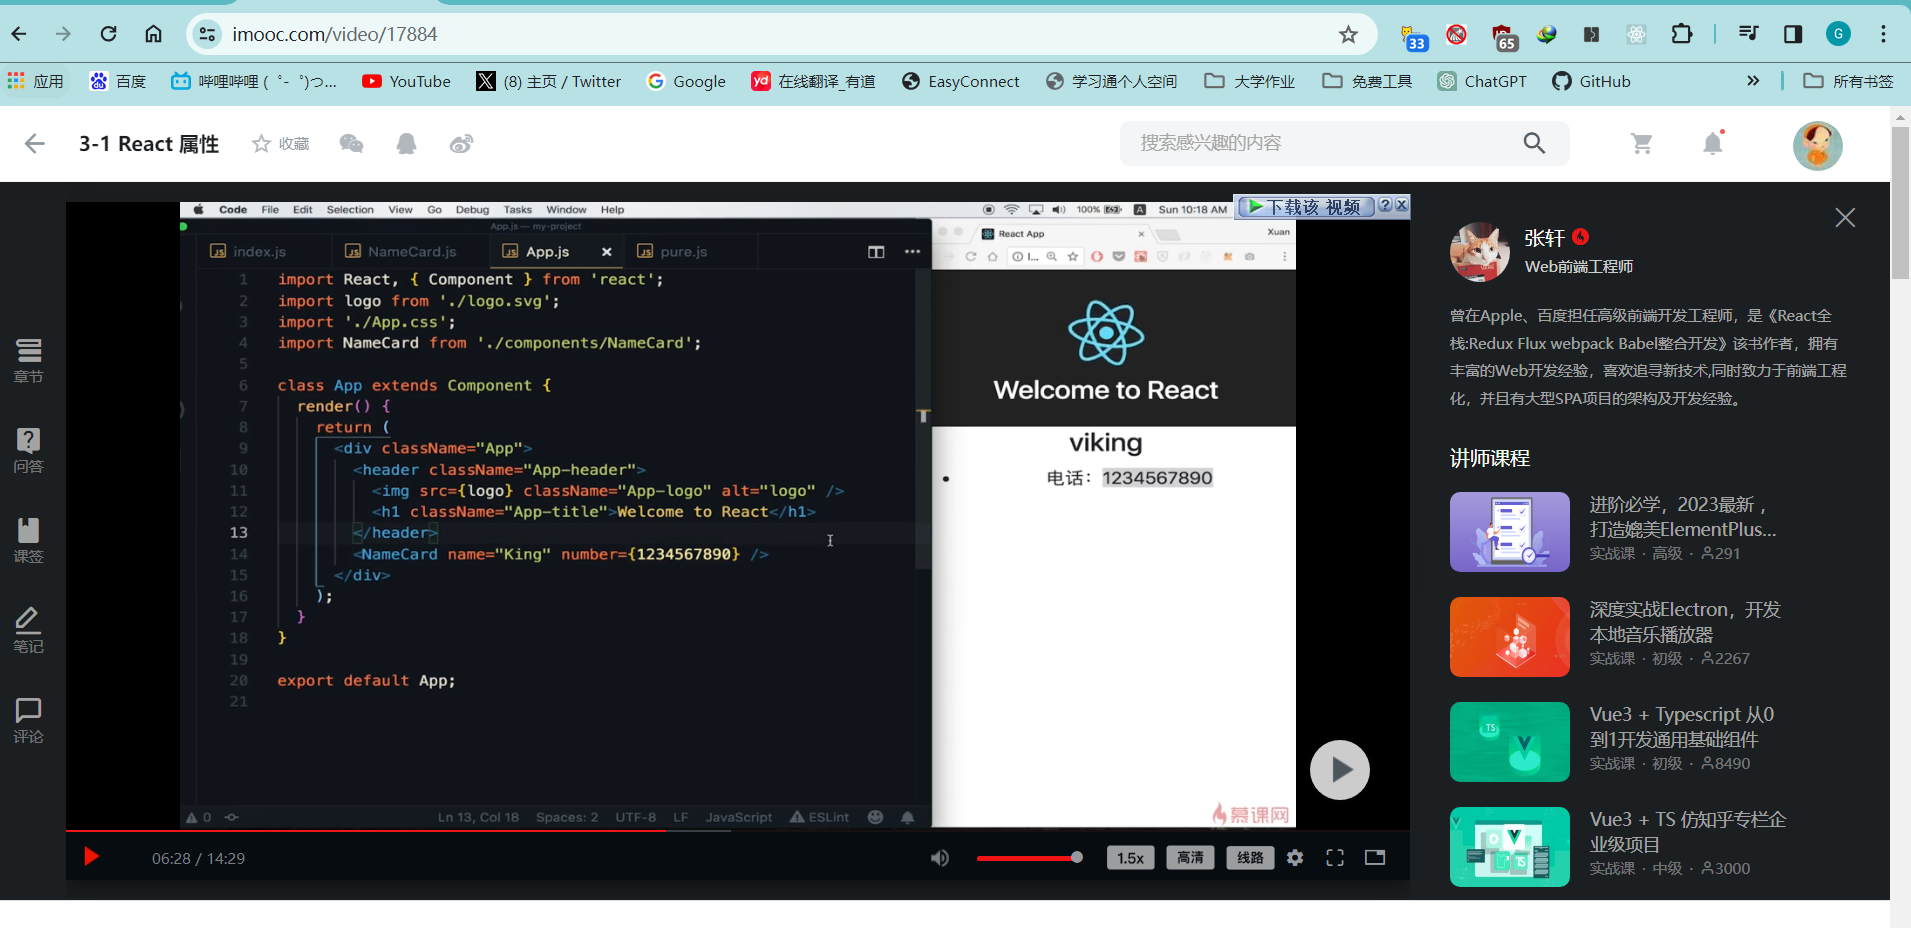 imooc.com/video/17884
33
65
G
应用
百度
哔哩哔哩 ( ゜- ゜)つ...
YouTube
(8) 主页 / Twitter
Google
yd
在线翻译_有道
EasyConnect
学习通个人空间
大学作业
免费工具
ChatGPT
GitHub
所有书签
3-1 React 属性
收藏
搜索感兴趣的内容
章节
问答
课签
笔记
评论
Code File Edit Selection View Go Debug Tasks Window Help
100%
A
Sun 10:18 AM
下载该 视频
App.js — my-project
JS index.js
JS NameCard.js
JS App.js
JS pure.js
1 import React, { Component } from 'react';
2 import logo from './logo.svg';
3 import './App.css';
4 import NameCard from './components/NameCard';
5
6 class App extends Component {
7 render() {
8 return (
9 <div className="App">
10 <header className="App-header">
11 <img src={logo} className="App-logo" alt="logo" />
12 <h1 className="App-title">Welcome to React</h1>
13 </header>
14 <NameCard name="King" number={1234567890} />
15 </div>
16 );
17 }
18 }
19
20 export default App;
21
0
Ln 13, Col 18 Spaces: 2 UTF-8 LF JavaScript ESLint
React App
Xuan
Welcome to React
viking
电话：1234567890
慕课网
06:28 / 14:29
1.5x
高清
线路
张轩
Web前端工程师
曾在Apple、百度担任高级前端开发工程师，是《React全
栈:Redux Flux webpack Babel整合开发》该书作者，拥有
丰富的Web开发经验，喜欢追寻新技术,同时致力于前端工程
化，并且有大型SPA项目的架构及开发经验。
讲师课程
进阶必学，2023最新，
打造媲美ElementPlus...
实战课 · 高级 · 291
深度实战Electron，开发
本地音乐播放器
实战课 · 初级 · 2267
TS
Vue3 + Typescript 从0
到1开发通用基础组件
实战课 · 初级 · 8490
TS
Vue3 + TS 仿知乎专栏企
业级项目
实战课 · 中级 · 3000